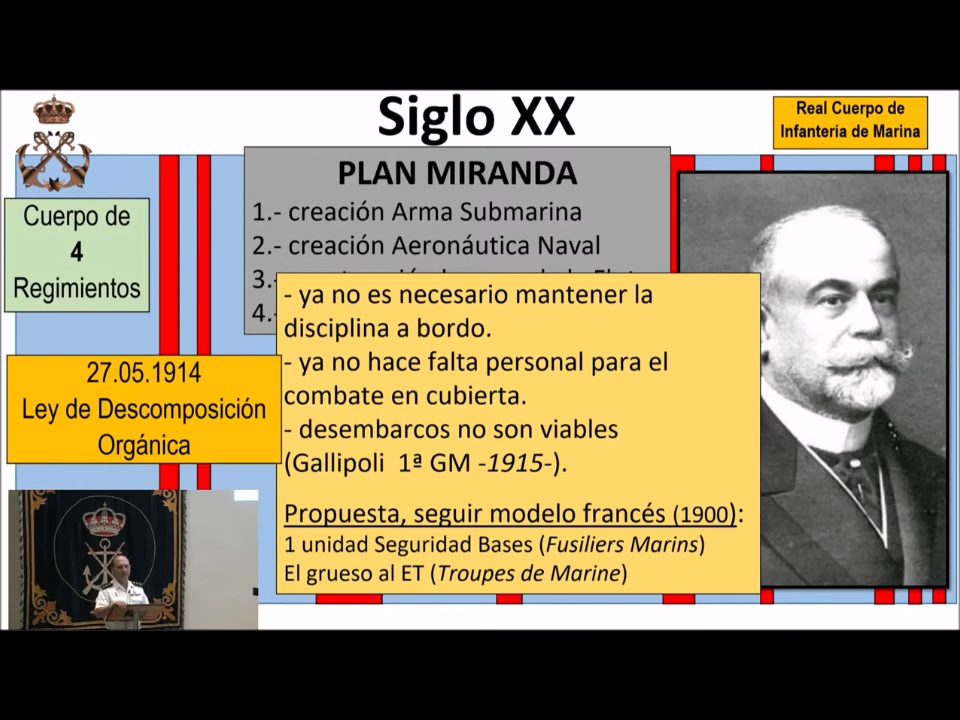 Siglo XX
Real Cuerpo de
Infantería de Marina
PLAN MIRANDA
1.- creación Arma Submarina
2.- creación Aeronáutica Naval
3.-
4.-
Cuerpo de
4
Regimientos
27.05.1914
Ley de Descomposición
Orgánica
- ya no es necesario mantener la
disciplina a bordo.
- ya no hace falta personal para el
combate en cubierta.
- desembarcos no son viables
(Gallipoli 1ª GM -1915-).
Propuesta, seguir modelo francés (1900):
1 unidad Seguridad Bases (Fusiliers Marins)
El grueso al ET (Troupes de Marine)